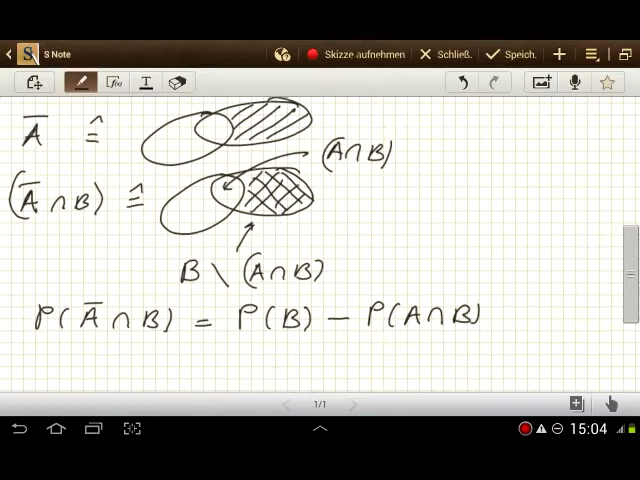 S S Note Skizze aufnehmen Schließ. Speich.
f(x) T
A̅ ≙
(A∩B)
(A̅ ∩ B) ≙
B \ (A ∩ B)
P( A̅ ∩ B) = P(B) − P(A∩B)
1/1
15:04